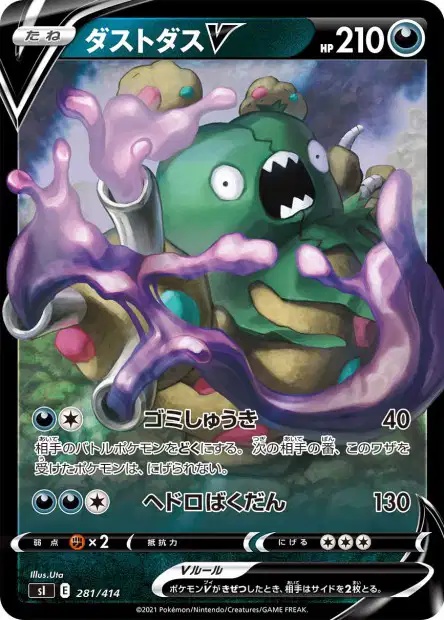 たね ダストダスV HP 210
ゴミしゅうき 40
相手のバトルポケモンをどくにする。次の相手の番、このワザを
受けたポケモンは、にげられない。
ヘドロばくだん 130
弱点 ×2 抵抗力 にげる
Illus.Uta
Vルール
sI E 281/414
ポケモンVがきぜつしたとき、相手はサイドを2枚とる。
©2021 Pokémon/Nintendo/Creatures/GAME FREAK.